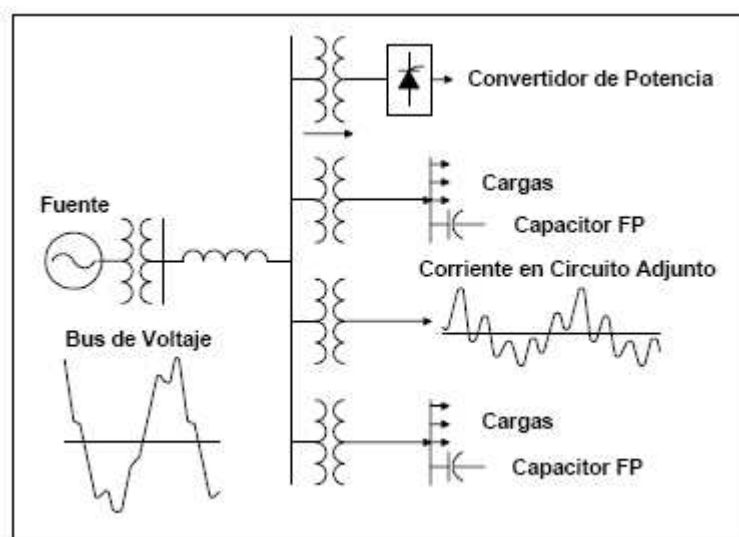 Convertidor de Potencia
Cargas
Capacitor FP
Fuente
Corriente en Circuito Adjunto
Bus de Voltaje
Cargas
Capacitor FP